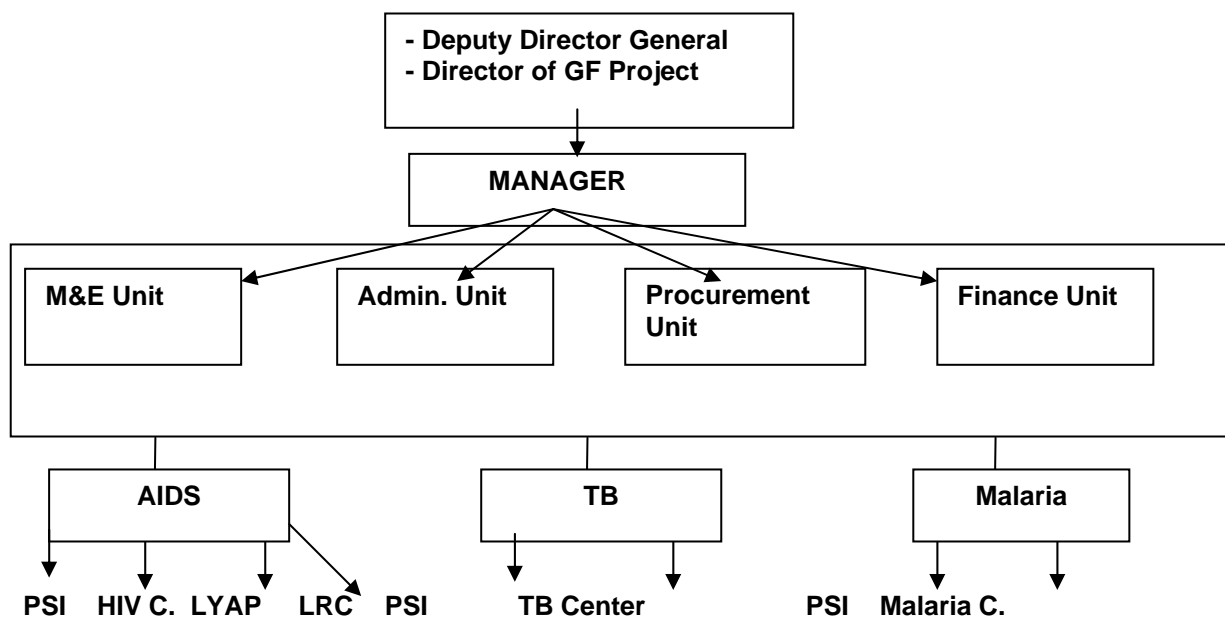 - Deputy Director General
- Director of GF Project
MANAGER
M&E Unit
Admin. Unit
Procurement
Unit
Finance Unit
AIDS
TB
Malaria
PSI HIV C. LYAP LRC PSI TB Center PSI Malaria C.